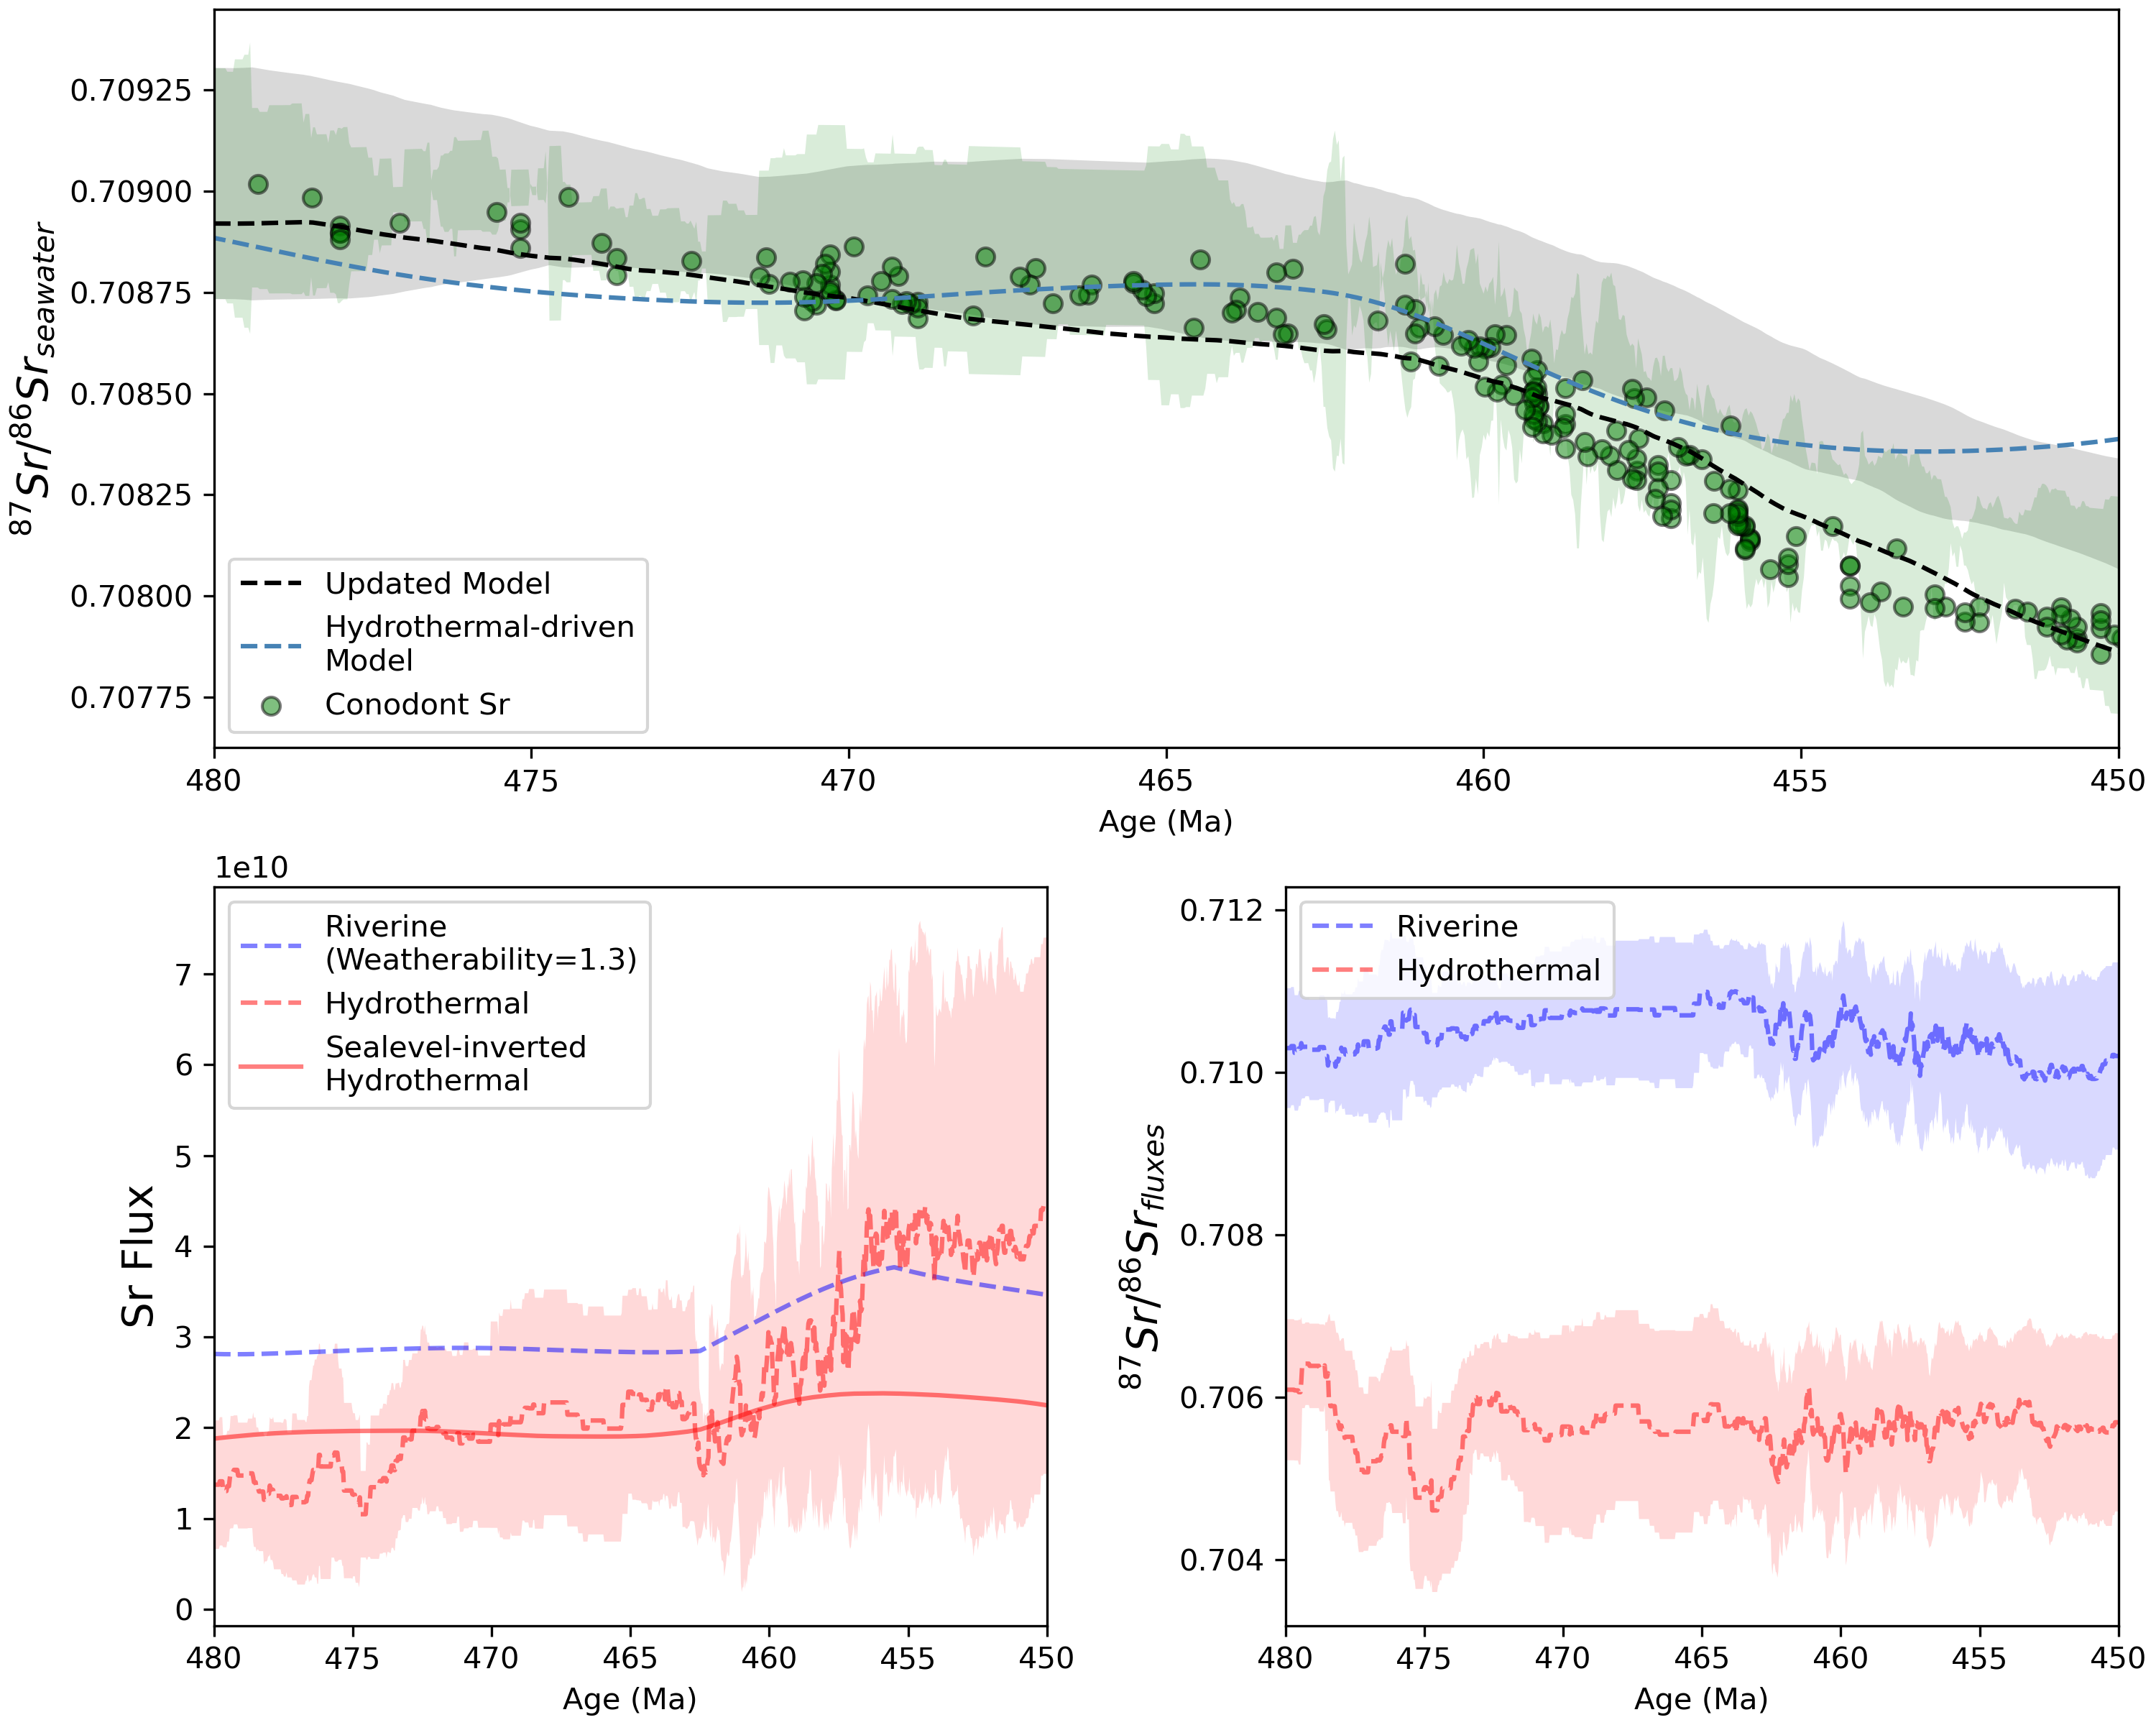 0.70925
0.70900
0.70875
0.70850
0.70825
0.70800
0.70775
87Sr/86Sr seawater
Updated Model
Hydrothermal-driven
Model
Conodont Sr
480 475 470 465 460 455 450
Age (Ma)
1e10
7
6
5
4
3
2
1
0
Sr Flux
Riverine
(Weatherability=1.3)
Hydrothermal
Sealevel-inverted
Hydrothermal
480 475 470 465 460 455 450
Age (Ma)
0.712
0.710
0.708
0.706
0.704
87Sr/86Sr fluxes
Riverine
Hydrothermal
480 475 470 465 460 455 450
Age (Ma)